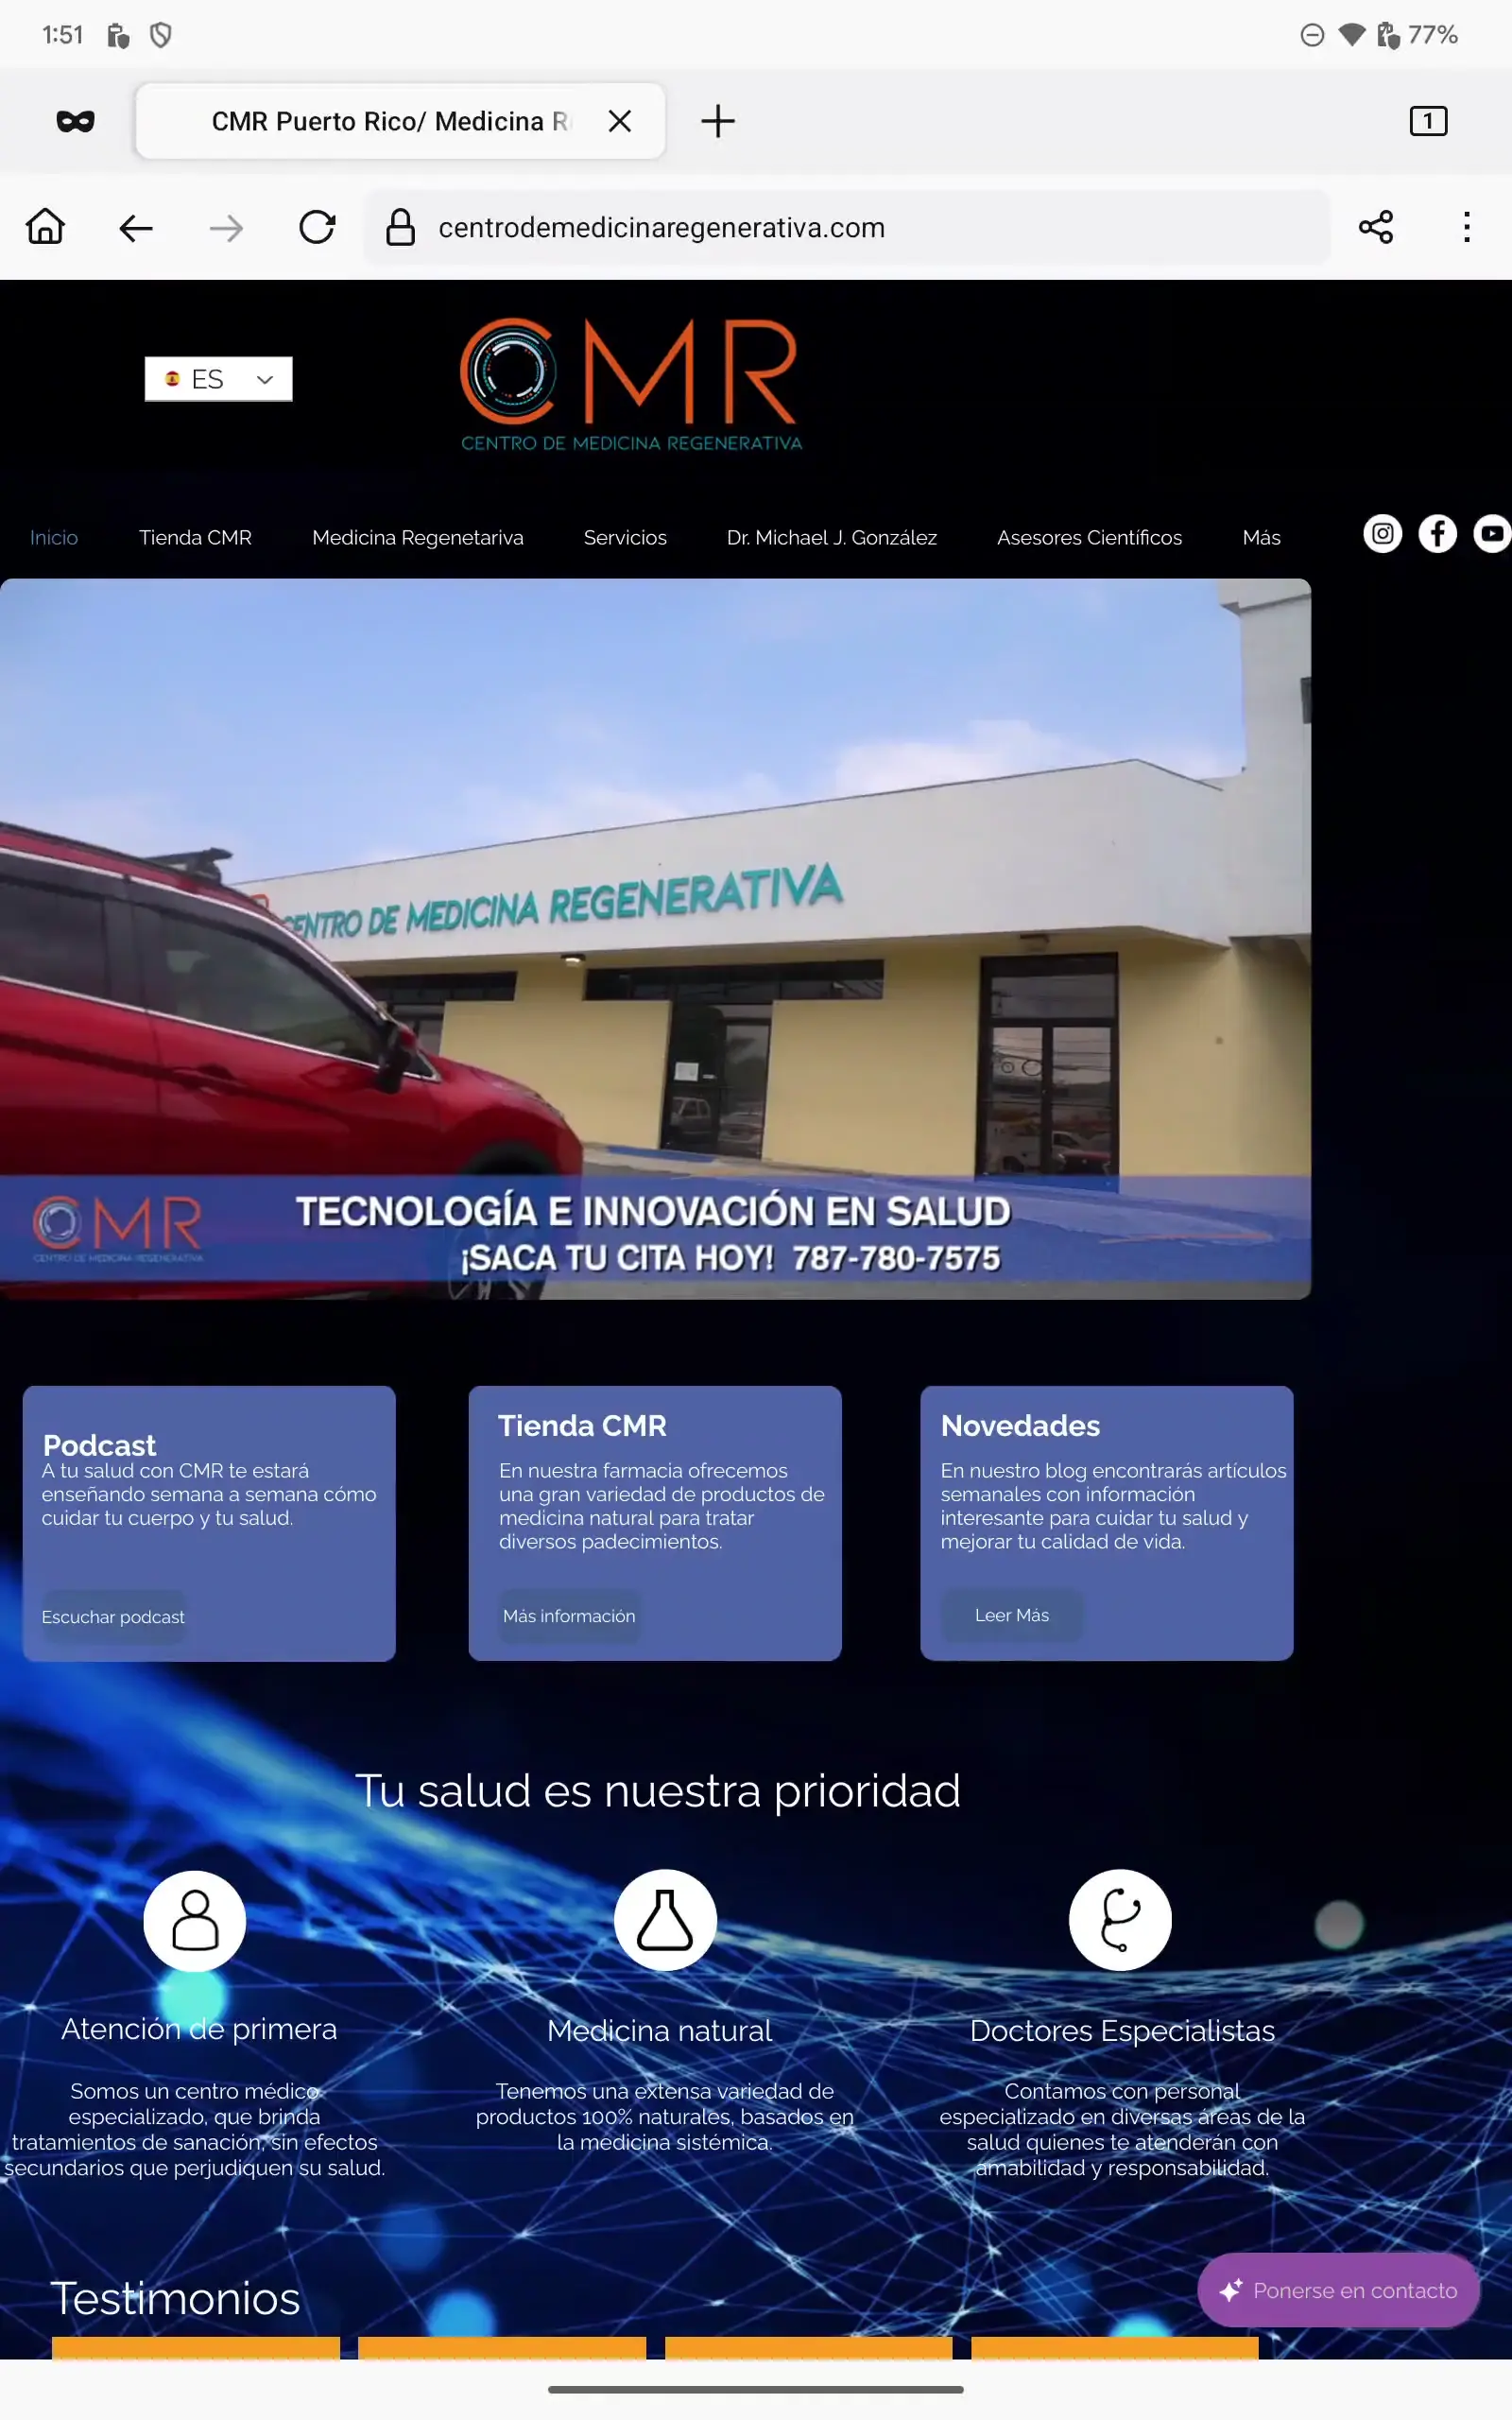 1:51
77%
CMR Puerto Rico/ Medicina R
1
centrodemedicinaregenerativa.com
ES
CMR
CENTRO DE MEDICINA REGENERATIVA
Inicio
Tienda CMR
Medicina Regenetariva
Servicios
Dr. Michael J. González
Asesores Científicos
Más
CENTRO DE MEDICINA REGENERATIVA
CMR
CENTRO DE MEDICINA REGENERATIVA
TECNOLOGÍA E INNOVACIÓN EN SALUD
¡SACA TU CITA HOY! 787-780-7575
Podcast
A tu salud con CMR te estará
enseñando semana a semana cómo
cuidar tu cuerpo y tu salud.
Escuchar podcast
Tienda CMR
En nuestra farmacia ofrecemos
una gran variedad de productos de
medicina natural para tratar
diversos padecimientos.
Más información
Novedades
En nuestro blog encontrarás artículos
semanales con información
interesante para cuidar tu salud y
mejorar tu calidad de vida.
Leer Más
Tu salud es nuestra prioridad
Atención de primera
Somos un centro médico
especializado, que brinda
tratamientos de sanación, sin efectos
secundarios que perjudiquen su salud.
Medicina natural
Tenemos una extensa variedad de
productos 100% naturales, basados en
la medicina sistémica.
Doctores Especialistas
Contamos con personal
especializado en diversas áreas de la
salud quienes te atenderán con
amabilidad y responsabilidad.
Testimonios
Ponerse en contacto